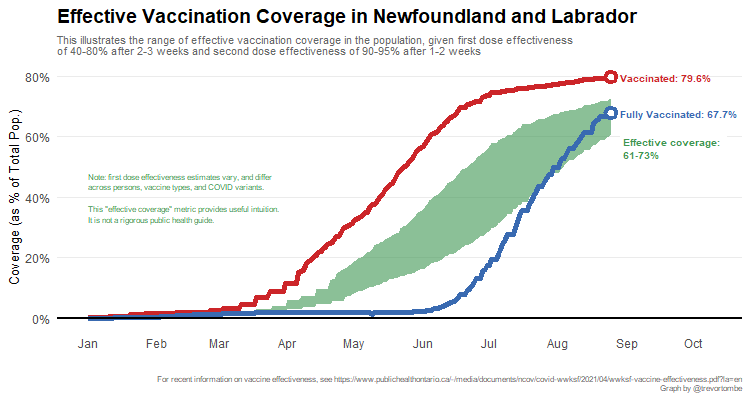 Effective Vaccination Coverage in Newfoundland and Labrador
This illustrates the range of effective vaccination coverage in the population, given first dose effectiveness
of 40-80% after 2-3 weeks and second dose effectiveness of 90-95% after 1-2 weeks
Coverage (as % of Total Pop.)
80%
60%
40%
20%
0%
Vaccinated: 79.6%
Fully Vaccinated: 67.7%
Effective coverage:
61-73%
Note: first dose effectiveness estimates vary, and differ
across persons, vaccine types, and COVID variants.
This "effective coverage" metric provides useful intuition.
It is not a rigorous public health guide.
Jan Feb Mar Apr May Jun Jul Aug Sep Oct
For recent information on vaccine effectiveness, see https://www.publichealthontario.ca/-/media/documents/ncov/covid-wwksf/2021/04/wwksf-vaccine-effectiveness.pdf?la=en
Graph by @trevortombe